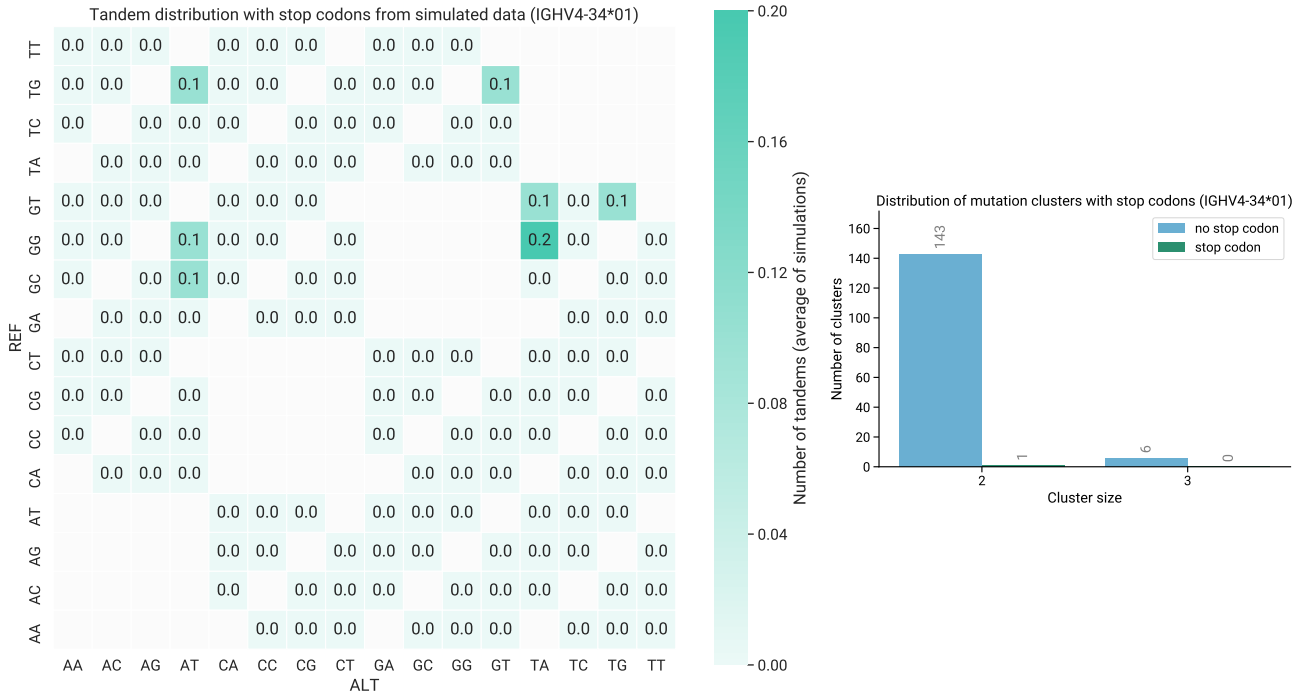 Tandem distribution with stop codons from simulated data (IGHV4-34*01)
REF
TT 0.0 0.0 0.0 0.0 0.0 0.0 0.0 0.0 0.0
TG 0.0 0.0 0.1 0.0 0.0 0.0 0.0 0.0 0.1
TC 0.0 0.0 0.0 0.0 0.0 0.0 0.0 0.0 0.0
TA 0.0 0.0 0.0 0.0 0.0 0.0 0.0 0.0 0.0
GT 0.0 0.0 0.0 0.0 0.0 0.0 0.1 0.0 0.1
GG 0.0 0.0 0.1 0.0 0.0 0.0 0.2 0.0 0.0
GC 0.0 0.0 0.1 0.0 0.0 0.0 0.0 0.0 0.0
GA 0.0 0.0 0.0 0.0 0.0 0.0 0.0 0.0 0.0
CT 0.0 0.0 0.0 0.0 0.0 0.0 0.0 0.0 0.0
CG 0.0 0.0 0.0 0.0 0.0 0.0 0.0 0.0 0.0
CC 0.0 0.0 0.0 0.0 0.0 0.0 0.0 0.0 0.0
CA 0.0 0.0 0.0 0.0 0.0 0.0 0.0 0.0 0.0
AT 0.0 0.0 0.0 0.0 0.0 0.0 0.0 0.0 0.0
AG 0.0 0.0 0.0 0.0 0.0 0.0 0.0 0.0 0.0
AC 0.0 0.0 0.0 0.0 0.0 0.0 0.0 0.0 0.0
AA 0.0 0.0 0.0 0.0 0.0 0.0 0.0 0.0 0.0
AA AC AG AT CA CC CG CT GA GC GG GT TA TC TG TT
ALT
0.20
0.16
0.12
0.08
0.04
0.00
Number of tandems (average of simulations)
Distribution of mutation clusters with stop codons (IGHV4-34*01)
no stop codon
stop codon
Number of clusters
160
140
120
100
80
60
40
20
0
143
1
6
0
2 3
Cluster size